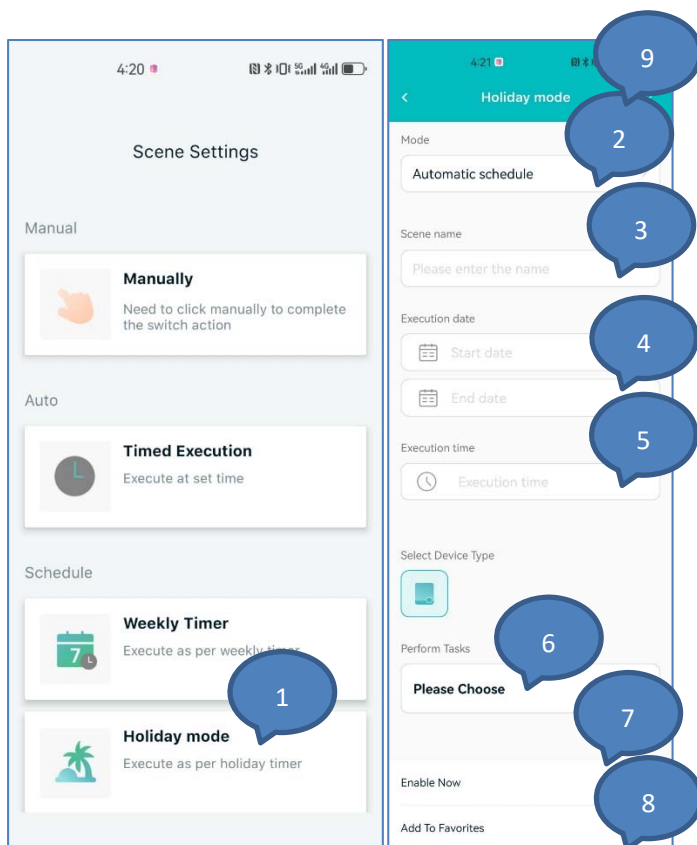 4:20
5G 4G
Scene Settings
Manual
Manually
Need to click manually to complete
the switch action
Auto
Timed Execution
Execute at set time
Schedule
Weekly Timer
7
Execute as per weekly timer
1
Holiday mode
Execute as per holiday timer
4:21
9
Holiday mode
2
Mode
Automatic schedule
3
Scene name
Please enter the name
Execution date
4
Start date
End date
5
Execution time
Execution time
Select Device Type
6
Perform Tasks
Please Choose
7
Enable Now
8
Add To Favorites